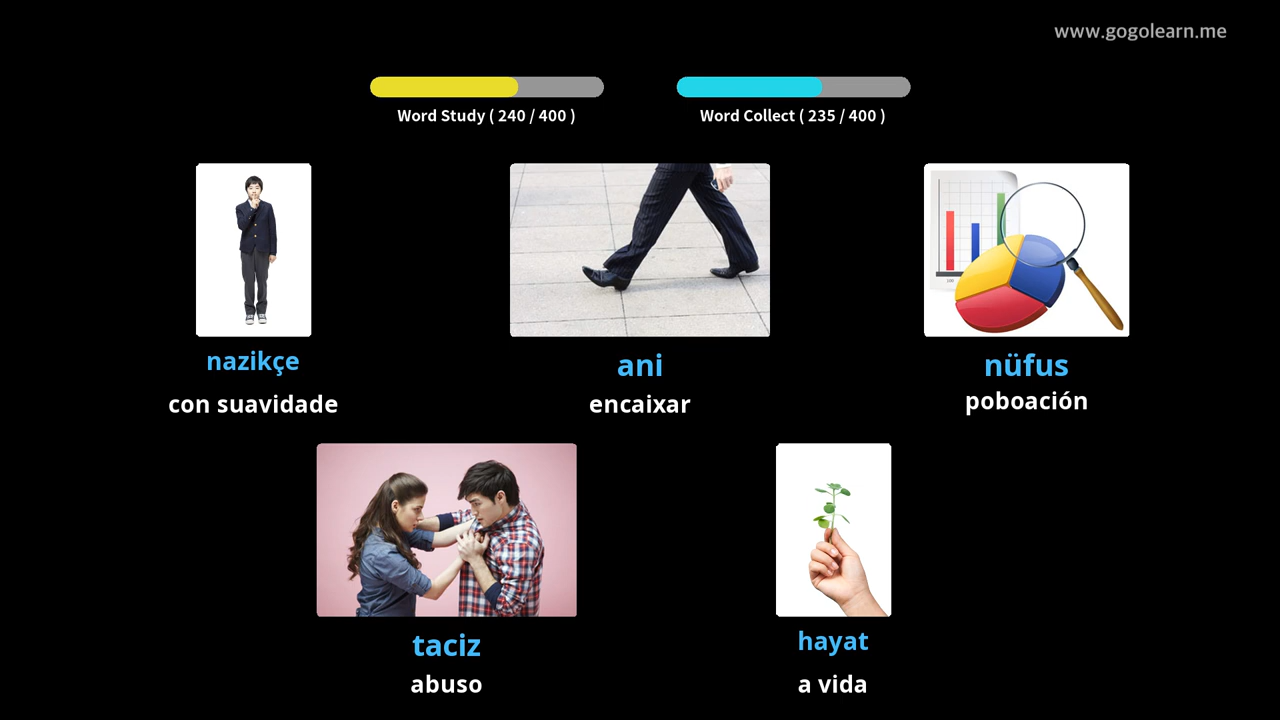 www.gogolearn.me
Word Study ( 240 / 400 )
Word Collect ( 235 / 400 )
nazikçe
con suavidade
ani
encaixar
nüfus
poboación
taciz
abuso
hayat
a vida